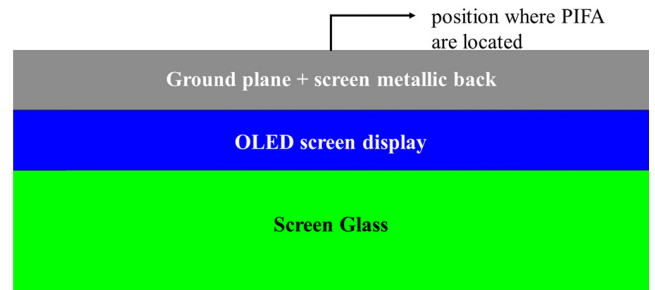 position where PIFA
are located
Ground plane + screen metallic back
OLED screen display
Screen Glass